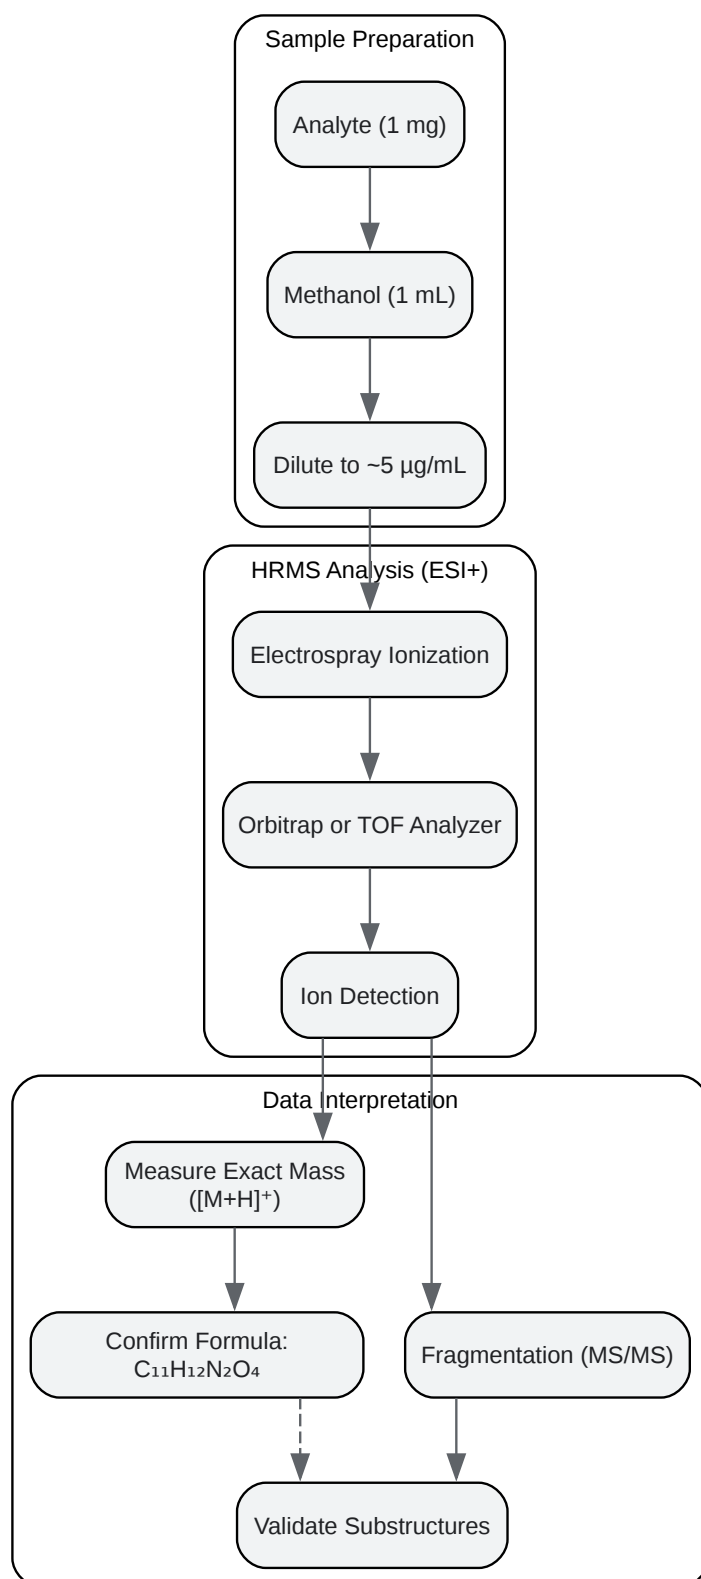 Sample Preparation
Analyte (1 mg)
Methanol (1 mL)
Dilute to ~5 µg/mL
HRMS Analysis (ESI+)
Electrospray Ionization
Orbitrap or TOF Analyzer
Ion Detection
Data Interpretation
Measure Exact Mass
([M+H]⁺)
Confirm Formula:
C₁₁H₁₂N₂O₄
Fragmentation (MS/MS)
Validate Substructures